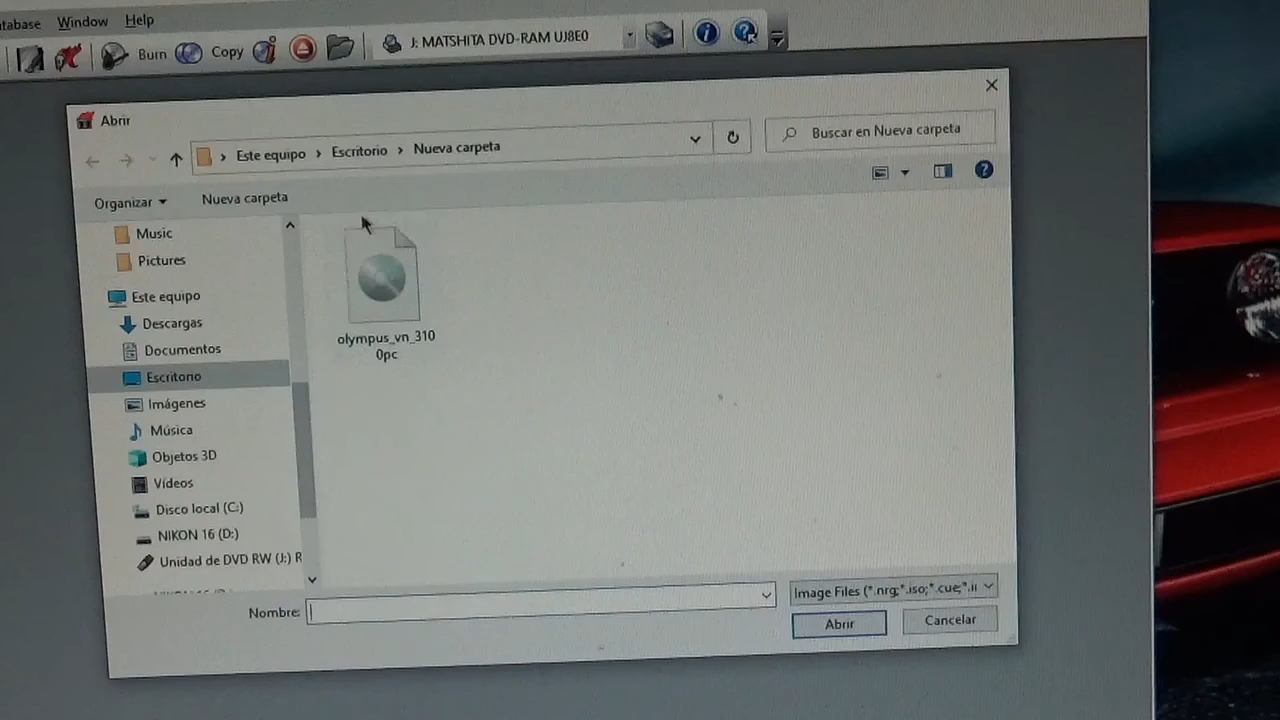 Window Help
Burn Copy J: MATSHITA DVD-RAM UJ8E0
Abrir
Este equipo Escritorio Nueva carpeta
Buscar en Nueva carpeta
Organizar Nueva carpeta
Music
Pictures
Este equipo
Descargas
Documentos
Escritorio
Imágenes
Música
Objetos 3D
Vídeos
Disco local (C:)
NIKON 16 (D:)
Unidad de DVD RW (J:) R
olympus_vn_310
0pc
Nombre:
Image Files (*.nrg;*.iso;*.cue;*.i
Abrir Cancelar